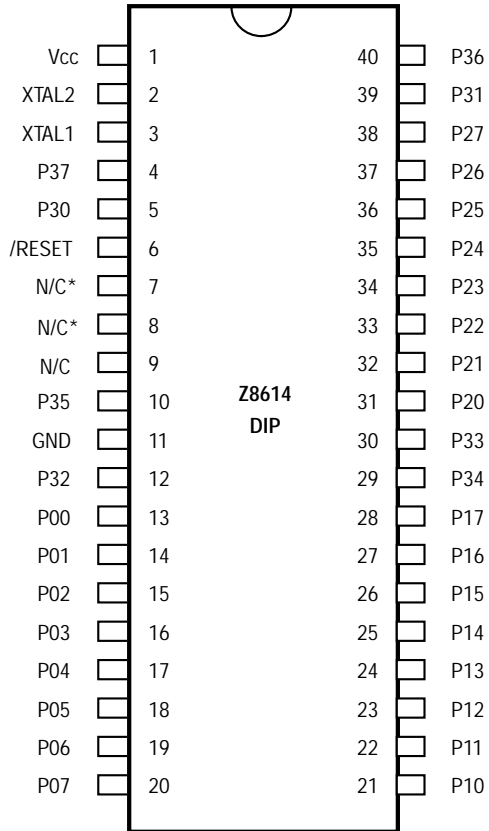 Vcc 1 40 P36
XTAL2 2 39 P31
XTAL1 3 38 P27
P37 4 37 P26
P30 5 36 P25
/RESET 6 35 P24
N/C* 7 34 P23
N/C* 8 33 P22
N/C 9 32 P21
P35 10 Z8614 31 P20
GND 11 DIP 30 P33
P32 12 29 P34
P00 13 28 P17
P01 14 27 P16
P02 15 26 P15
P03 16 25 P14
P04 17 24 P13
P05 18 23 P12
P06 19 22 P11
P07 20 21 P10